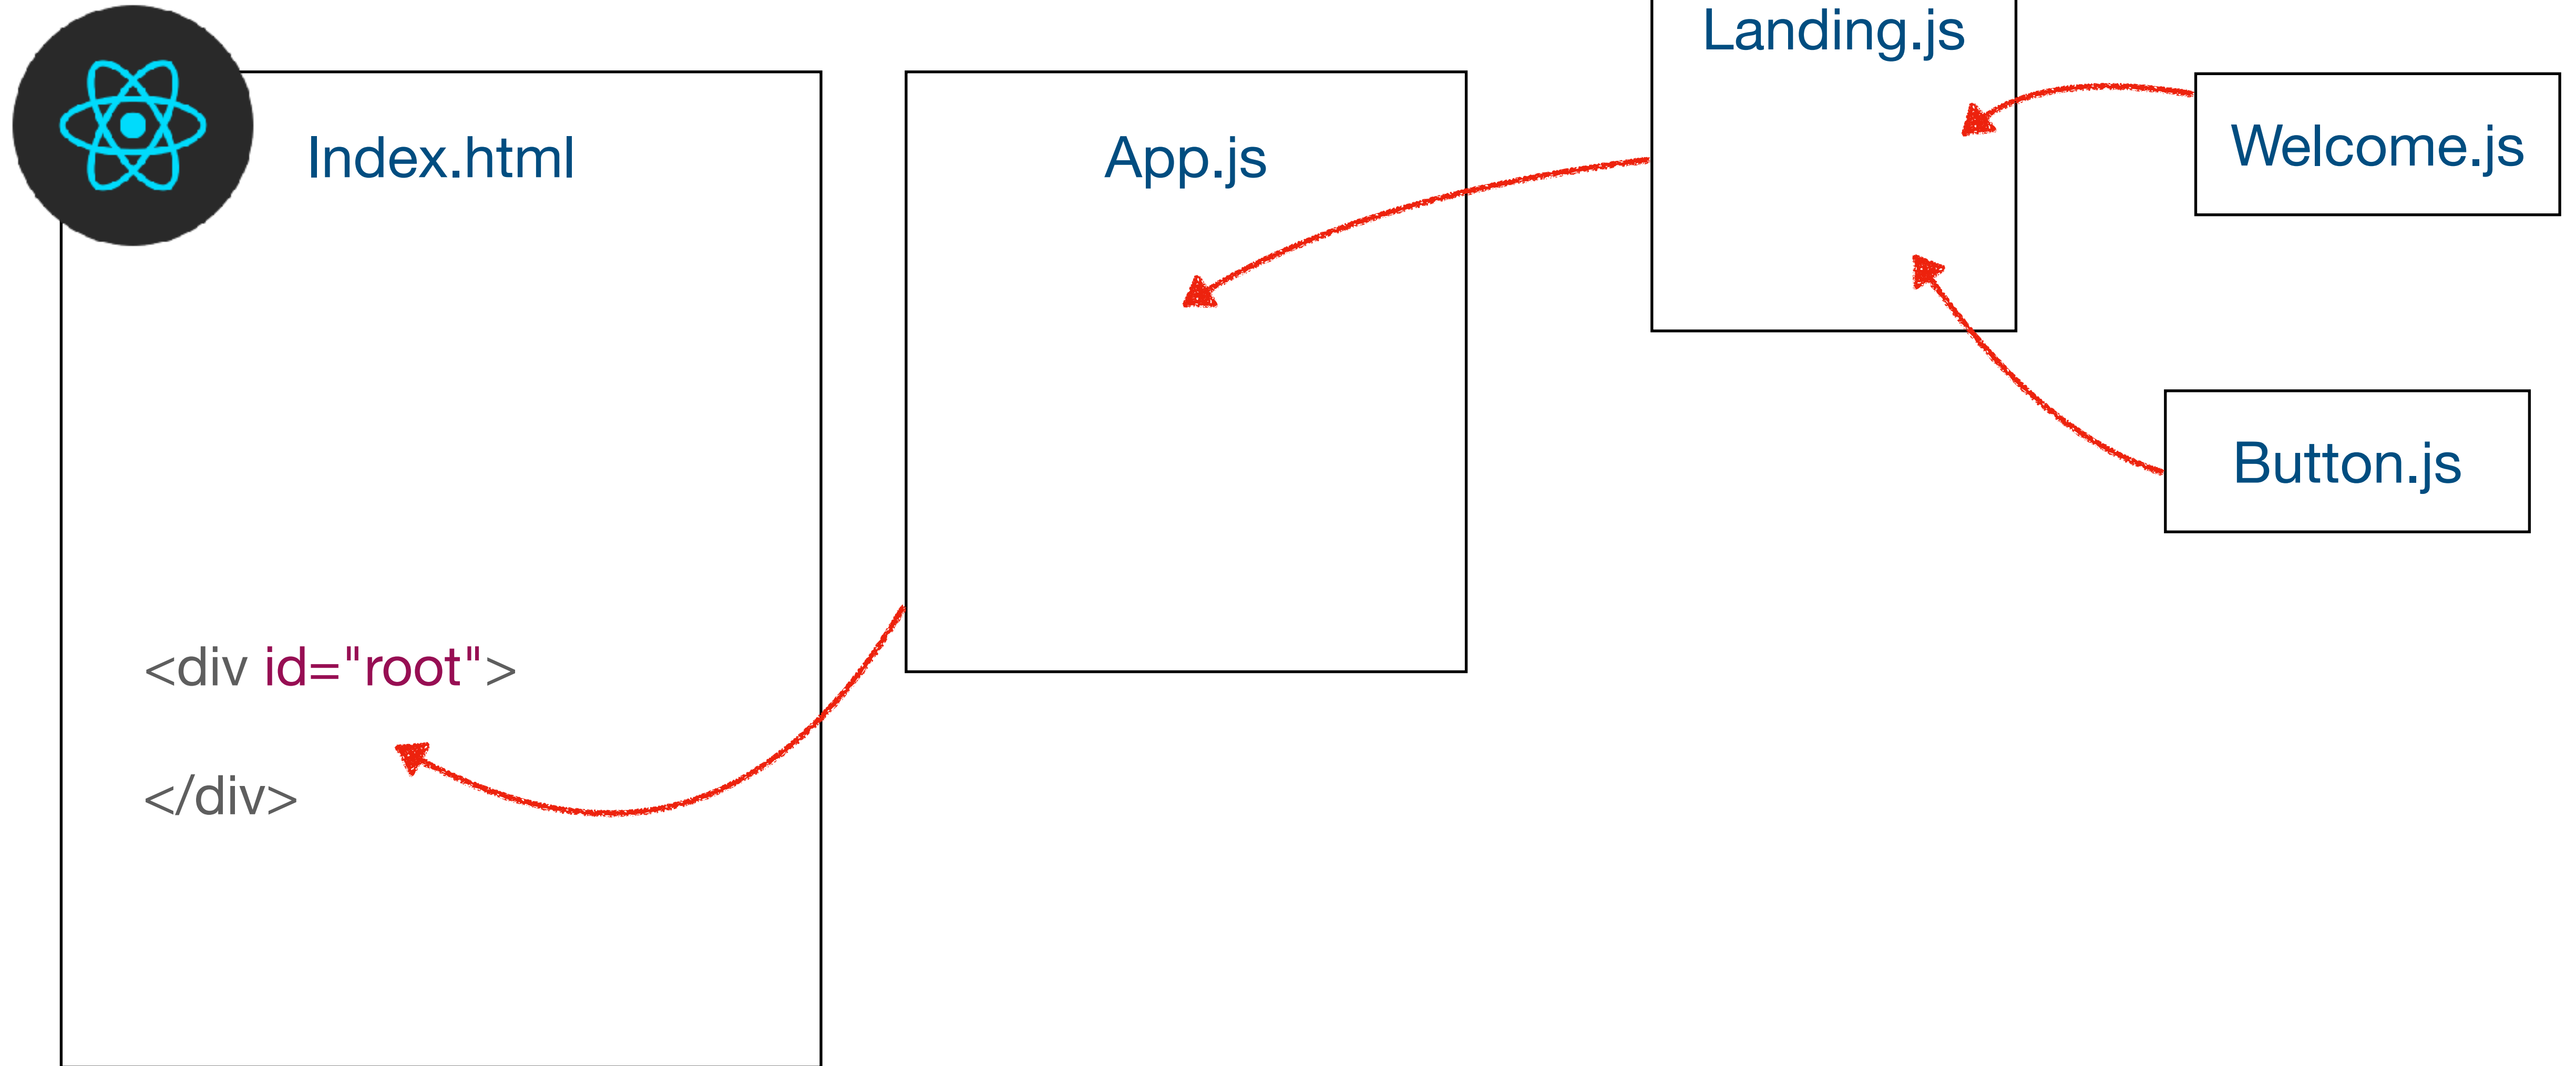 Index.html
<div id="root">
</div>
App.js
Landing.js
Welcome.js
Button.js